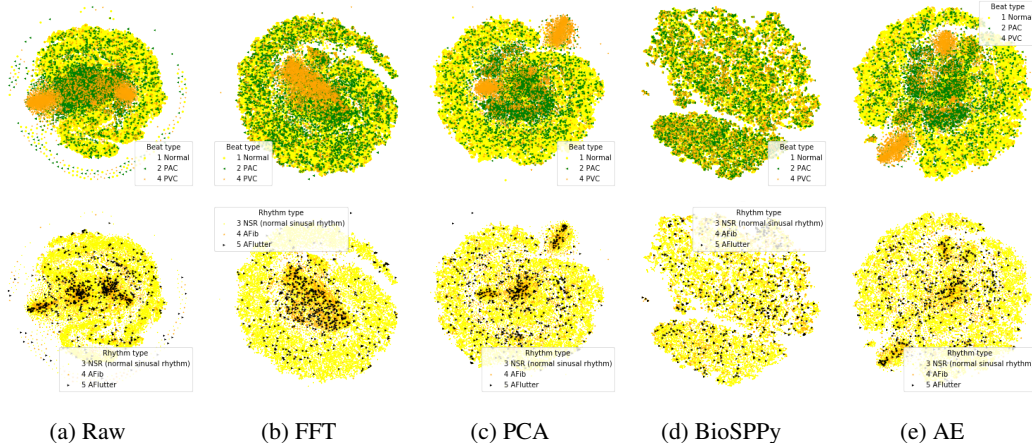 Beat type
1 Normal
2 PAC
4 PVC
Beat type
1 Normal
2 PAC
4 PVC
Beat type
1 Normal
2 PAC
4 PVC
Beat type
1 Normal
2 PAC
4 PVC
Beat type
1 Normal
2 PAC
4 PVC
Rhythm type
3 NSR (normal sinusal rhythm)
4 AFib
5 AFlutter
Rhythm type
3 NSR (normal sinusal rhythm)
4 AFib
5 AFlutter
Rhythm type
3 NSR (normal sinusal rhythm)
4 AFib
5 AFlutter
Rhythm type
3 NSR (normal sinusal rhythm)
4 AFib
5 AFlutter
Rhythm type
3 NSR (normal sinusal rhythm)
4 AFib
5 AFlutter
(a) Raw
(b) FFT
(c) PCA
(d) BioSPPy
(e) AE